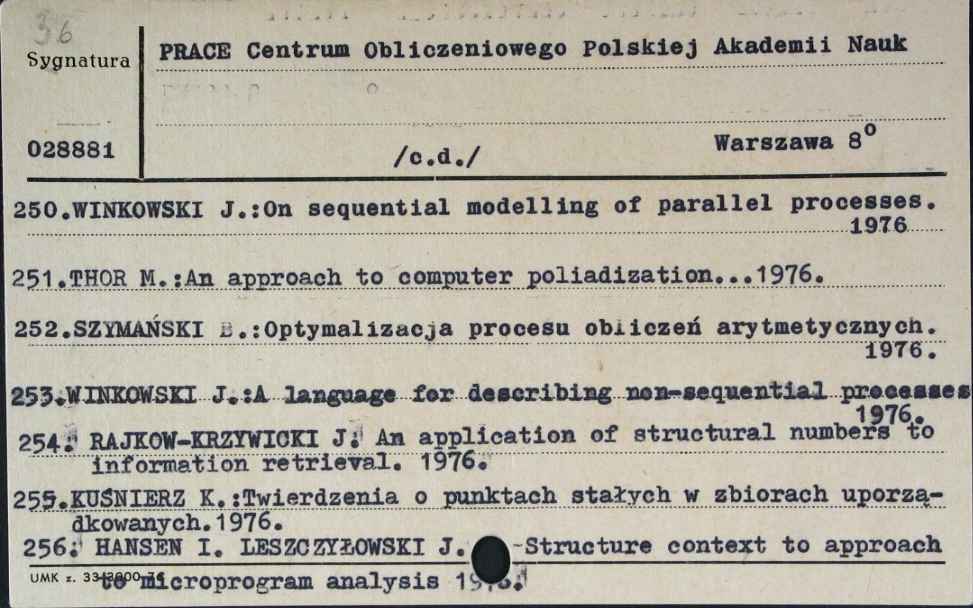 36
Sygnatura
PRACE Centrum Obliczeniowego Polskiej Akademii Nauk
028881
/c.d./
Warszawa 8º
250.WINKOWSKI J.:On sequential modelling of parallel processes.
1976
251.THOR M.:An approach to computer poliadization...1976.
252.SZYMAŃSKI B.:Optymalizacja procesu obliczeń arytmetycznych.
1976.
253.WINKOWSKI J.:A language for describing non-sequential processes
1976.
254. RAJKOW-KRZYWICKI J. An application of structural numbers to
information retrieval. 1976.
255.KUŚNIERZ K.:Twierdzenia o punktach stałych w zbiorach uporzą-
dkowanych.1976.
256. HANSEN I. LESZCZYŁOWSKI J. -Structure context to approach
UMK z.
to microprogram analysis